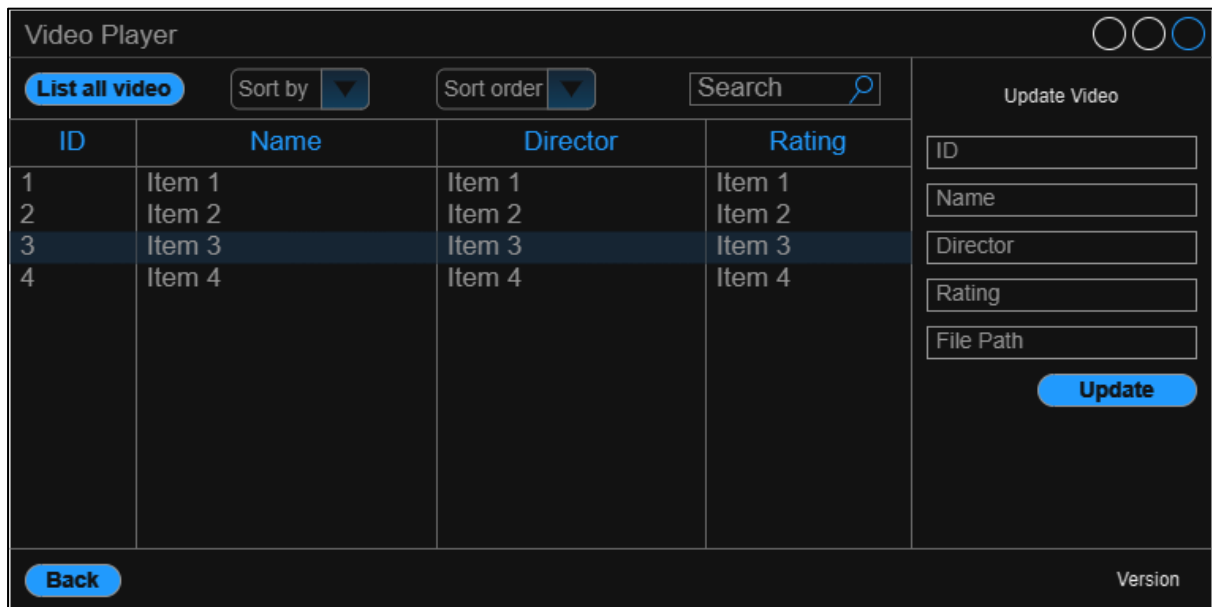 Video Player
List all video Sort by Sort order Search
Update Video
ID Name Director Rating
1 Item 1 Item 1 Item 1
2 Item 2 Item 2 Item 2
3 Item 3 Item 3 Item 3
4 Item 4 Item 4 Item 4
ID
Name
Director
Rating
File Path
Update
Back
Version